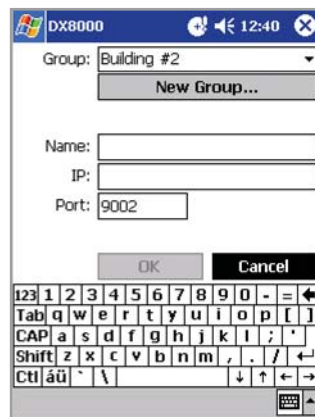 DX8000 12:40
Group: Building #2
New Group...
Name:
IP:
Port: 9002
OK Cancel
123 1 2 3 4 5 6 7 8 9 0 - = ←
Tab q w e r t y u i o p [ ]
CAP a s d f g h j k l ; '
Shift z x c v b n m , . / ↵
Ctl áü ` \ ↓ ↑ ← →